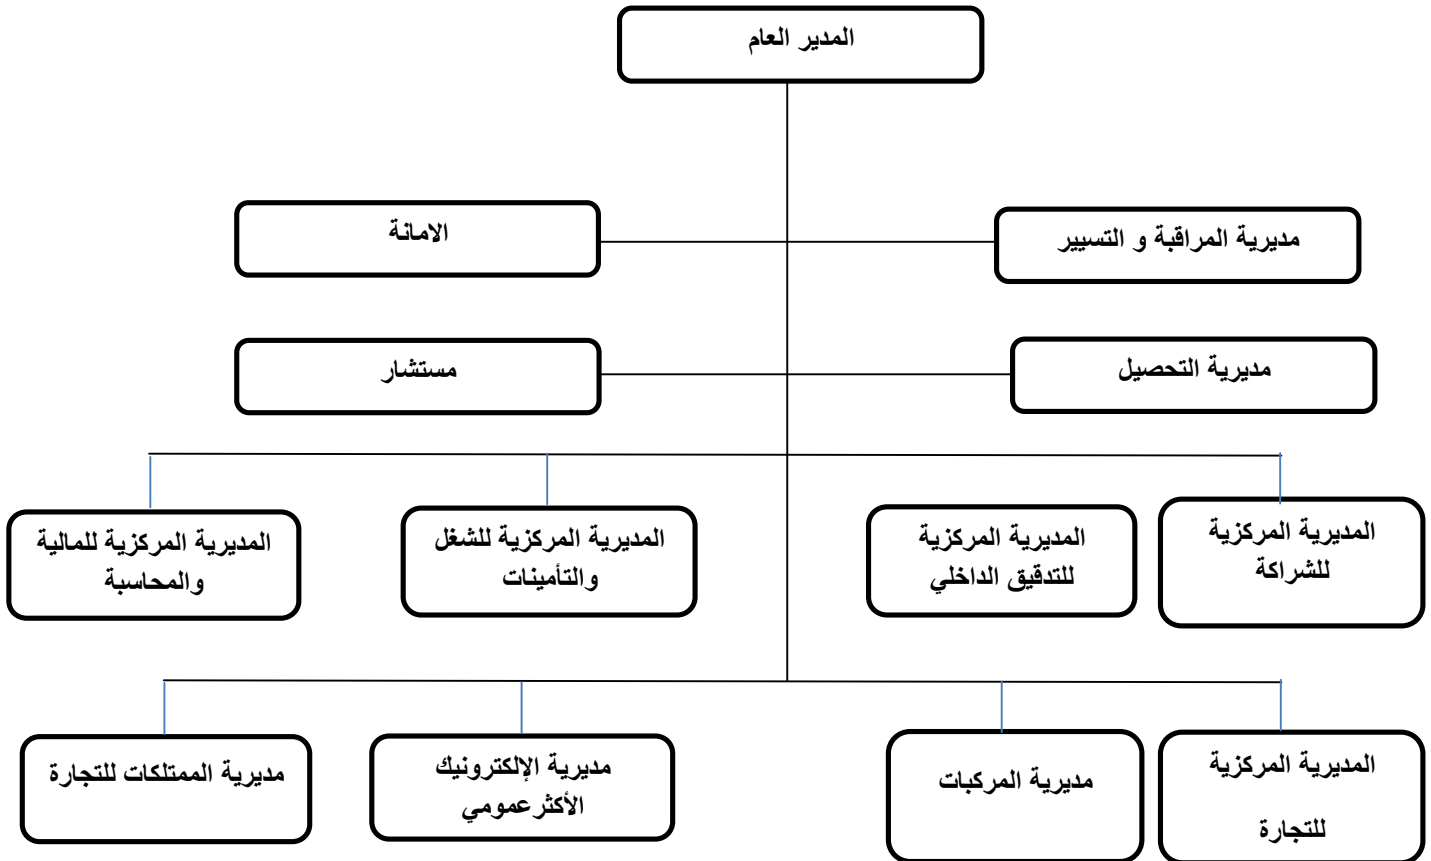 المدير العام
مديرية المراقبة و التسيير
الامانة
مديرية التحصيل
مستشار
المديرية المركزية
للشراكة
المديرية المركزية
للتدقيق الداخلي
المديرية المركزية للشغل
والتأمينات
المديرية المركزية للمالية
والمحاسبة
المديرية المركزية
للتجارة
مديرية المركبات
مديرية الإلكترونيك
الأكثرعمومي
مديرية الممتلكات للتجارة